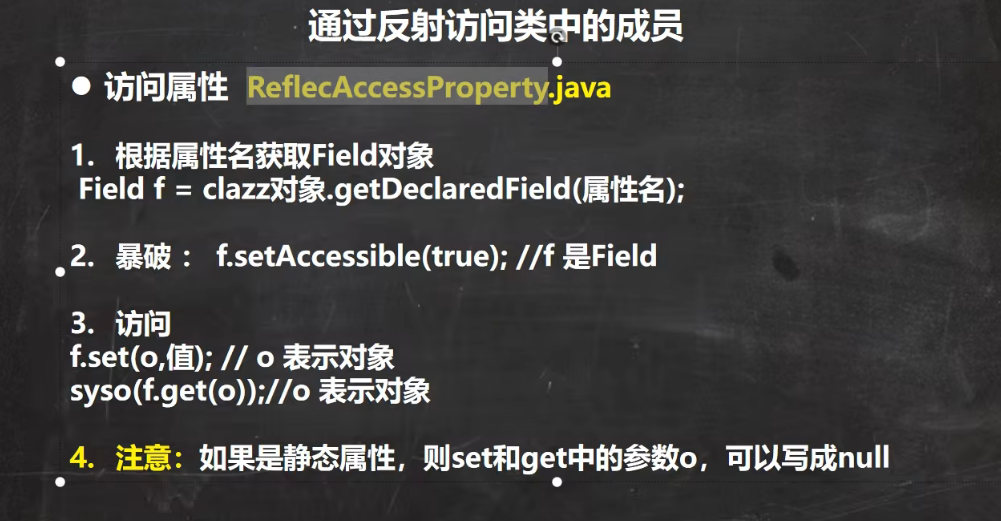 通过反射访问类中的成员
● 访问属性 ReflecAccessProperty.java
1. 根据属性名获取Field对象
Field f = clazz对象.getDeclaredField(属性名);
2. 暴破 ： f.setAccessible(true); //f 是Field
3. 访问
f.set(o,值); // o 表示对象
syso(f.get(o));//o 表示对象
4. 注意：如果是静态属性，则set和get中的参数o，可以写成null